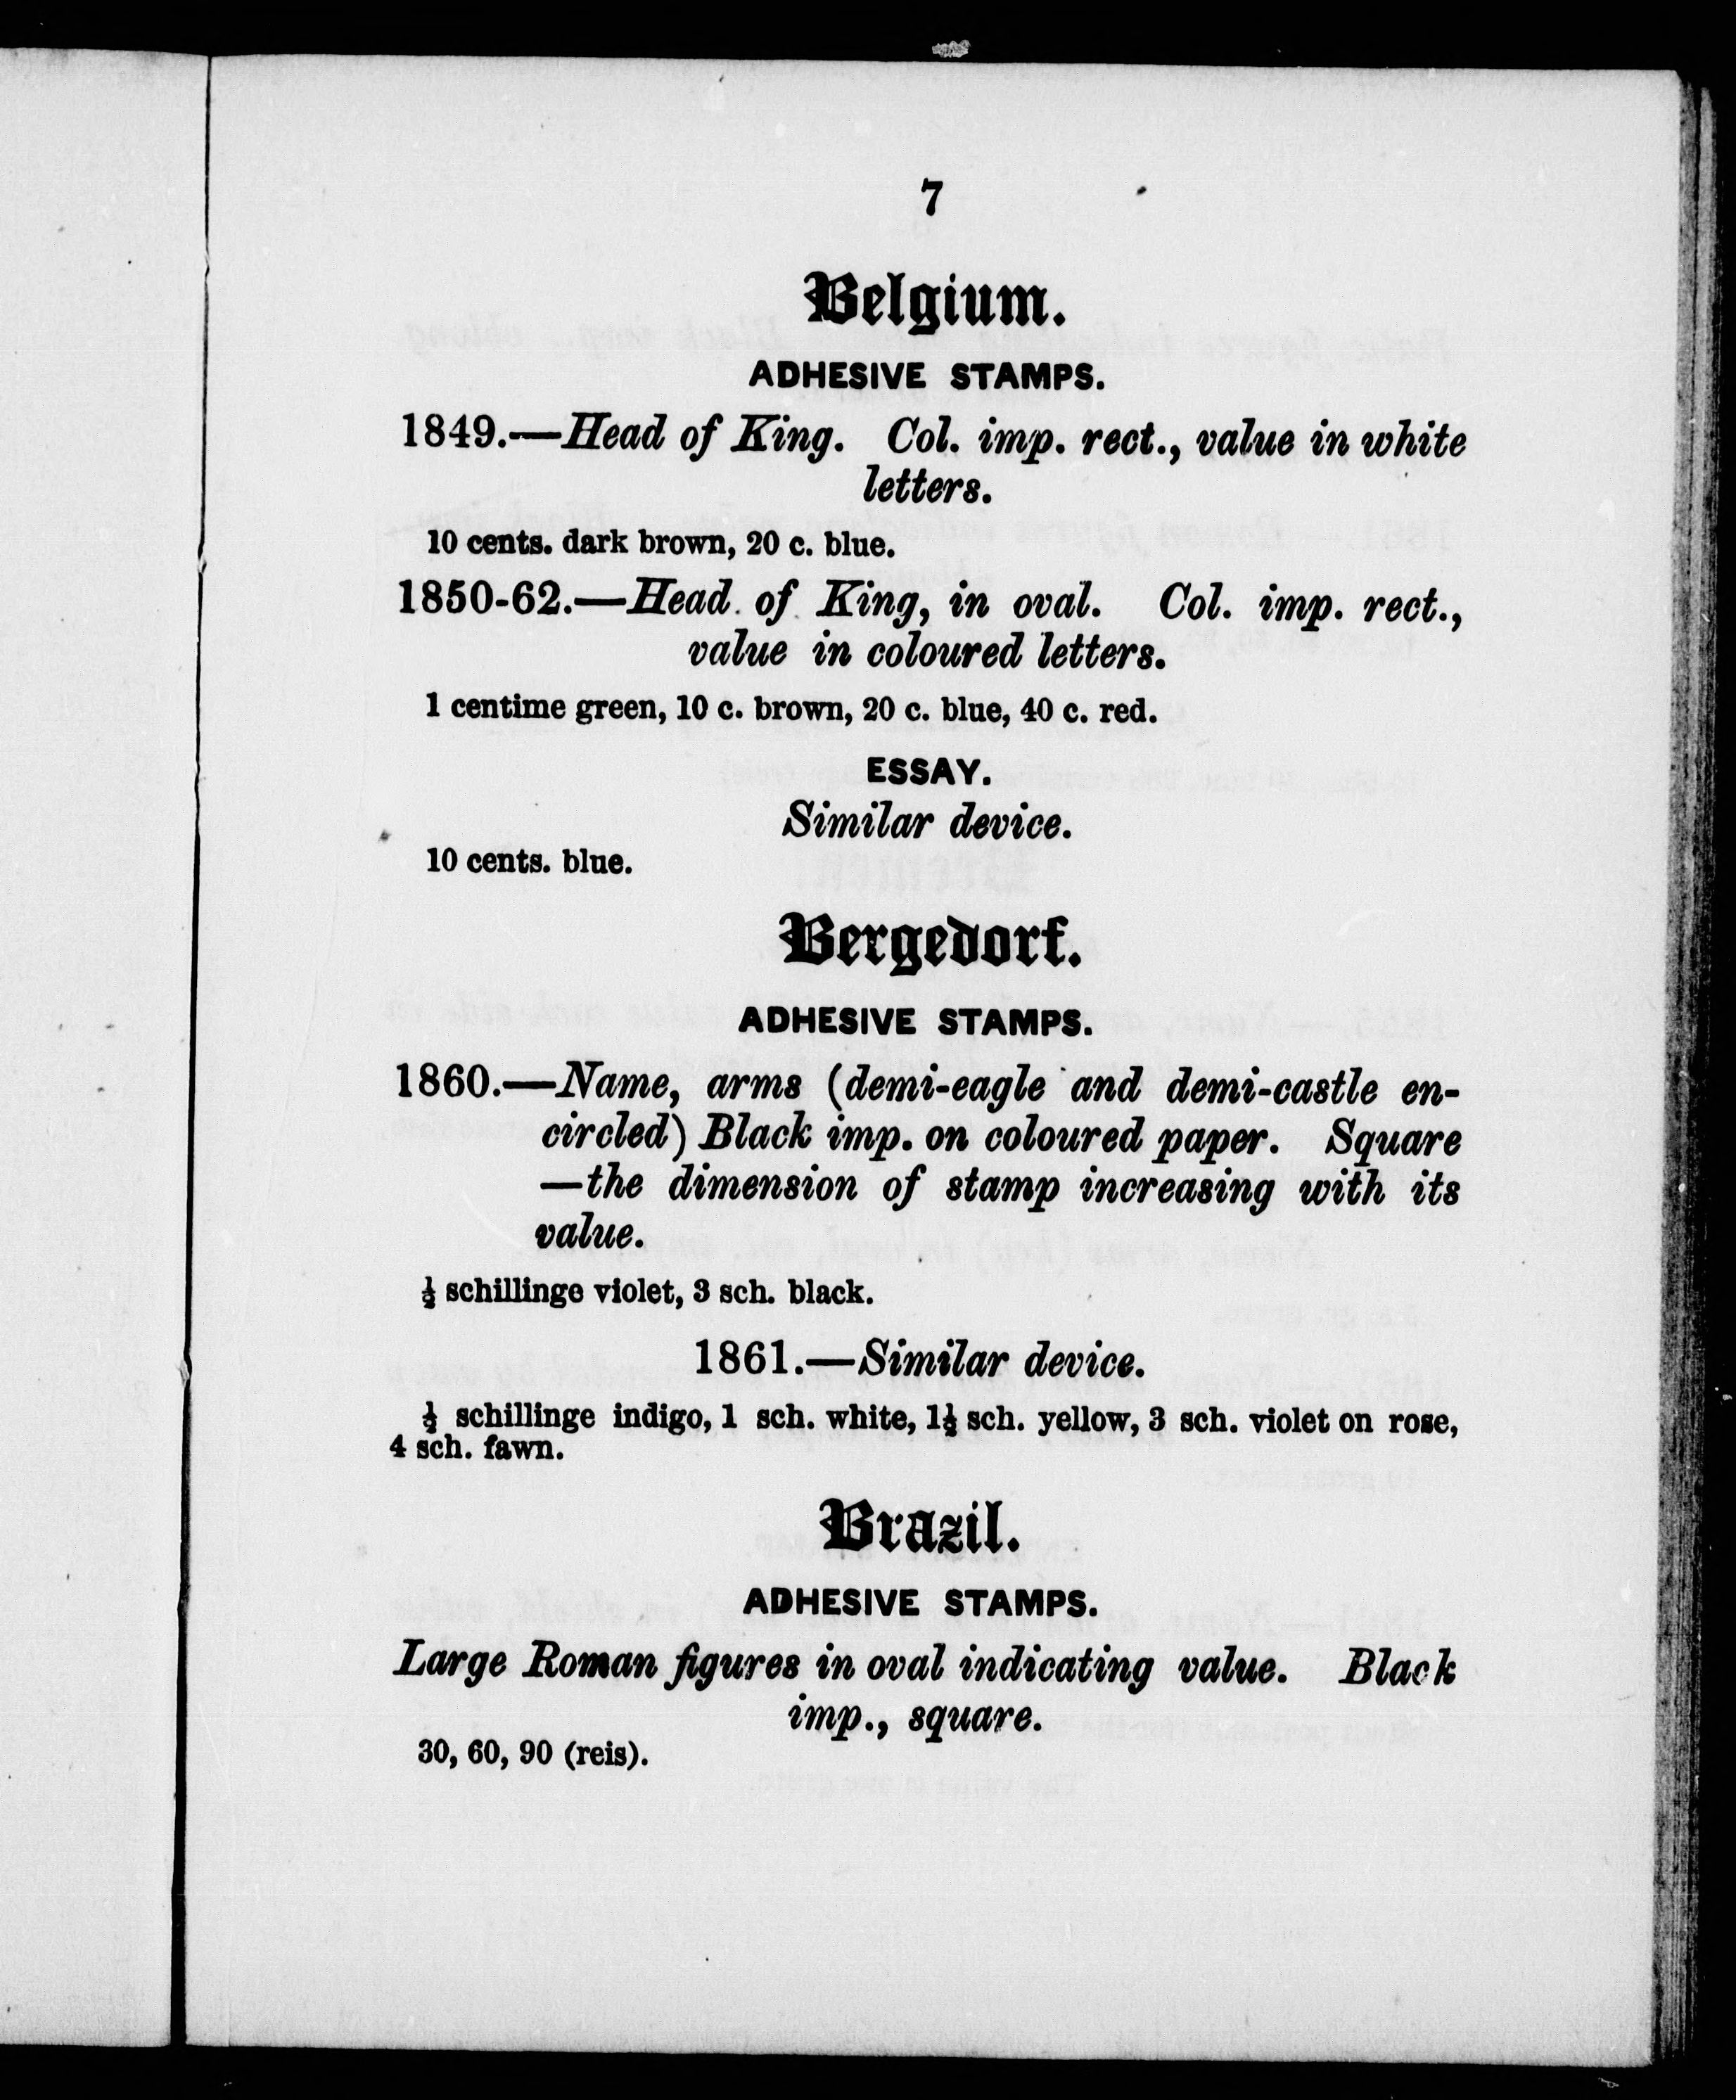 7
Belgium.
ADHESIVE STAMPS.
1849.—Head of King. Col. imp. rect., value in white
letters.
10 cents. dark brown, 20 c. blue.
1850-62.—Head of King, in oval. Col. imp. rect.,
value in coloured letters.
1 centime green, 10 c. brown, 20 c. blue, 40 c. red.
ESSAY.
Similar device.
10 cents. blue.
Bergedorf.
ADHESIVE STAMPS.
1860.—Name, arms (demi-eagle and demi-castle en-
circled) Black imp. on coloured paper. Square
—the dimension of stamp increasing with its
value.
½ schillinge violet, 3 sch. black.
1861.—Similar device.
½ schillinge indigo, 1 sch. white, 1½ sch. yellow, 3 sch. violet on rose,
4 sch. fawn.
Brazil.
ADHESIVE STAMPS.
Large Roman figures in oval indicating value. Black
imp., square.
30, 60, 90 (reis).